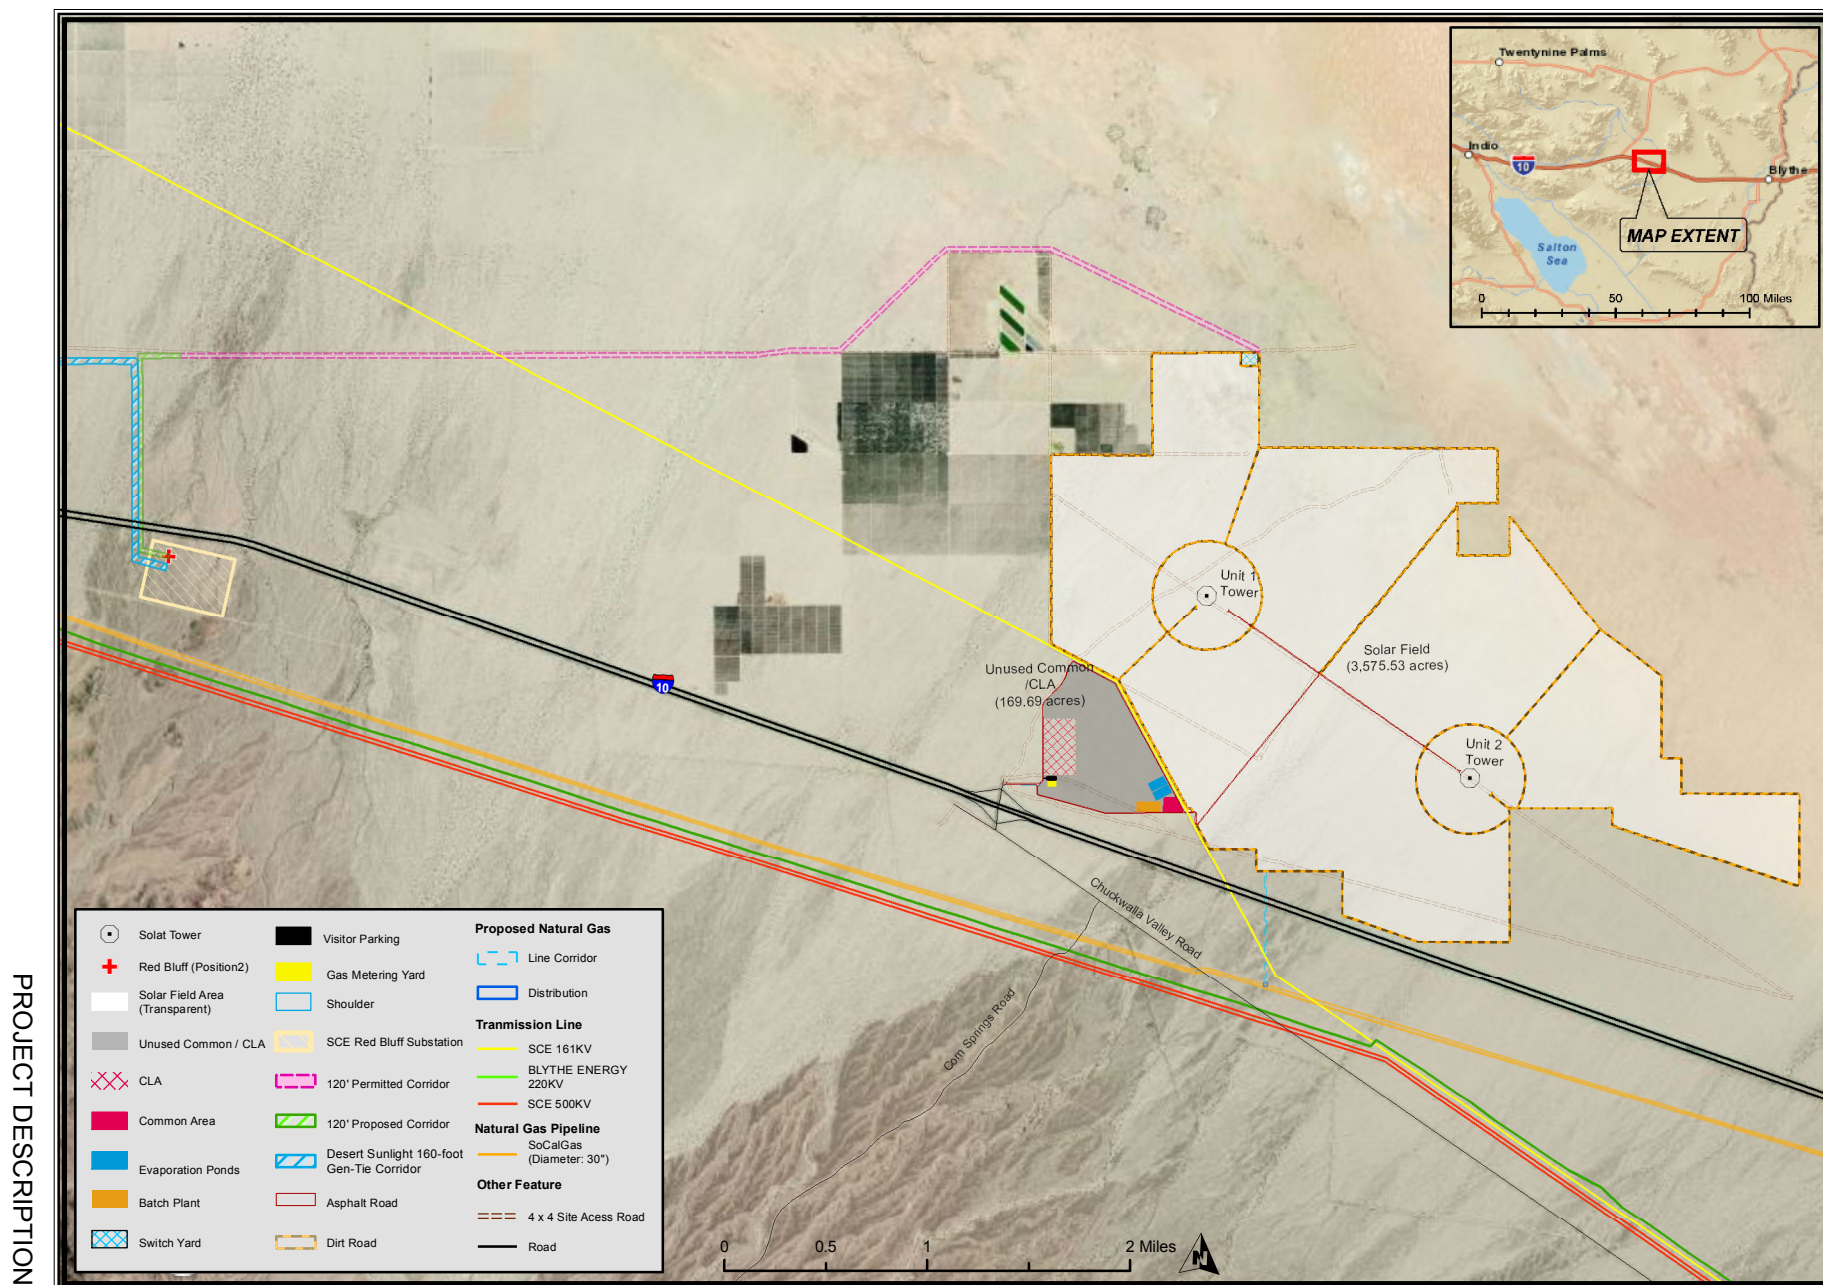 PROJECT DESCRIPTION
Twentynine Palms
Indio
10
Blythe
MAP EXTENT
Salton
Sea
0 50 100 Miles
Unit 1
Tower
Solar Field
(3,575.53 acres)
Unused Common
/CLA
(169.69 acres)
10
Unit 2
Tower
Chuckwalla Valley Road
Corn Springs Road
Solat Tower
Red Bluff (Position2)
Solar Field Area
(Transparent)
Unused Common / CLA
CLA
Common Area
Evaporation Ponds
Batch Plant
Switch Yard
Visitor Parking
Gas Metering Yard
Shoulder
SCE Red Bluff Substation
120' Permitted Corridor
120' Proposed Corridor
Desert Sunlight 160-foot
Gen-Tie Corridor
Asphalt Road
Dirt Road
Proposed Natural Gas
Line Corridor
Distribution
Tranmission Line
SCE 161KV
BLYTHE ENERGY
220KV
SCE 500KV
Natural Gas Pipeline
SoCalGas
(Diameter: 30")
Other Feature
4 x 4 Site Acess Road
Road
0 0.5 1 2 Miles
N